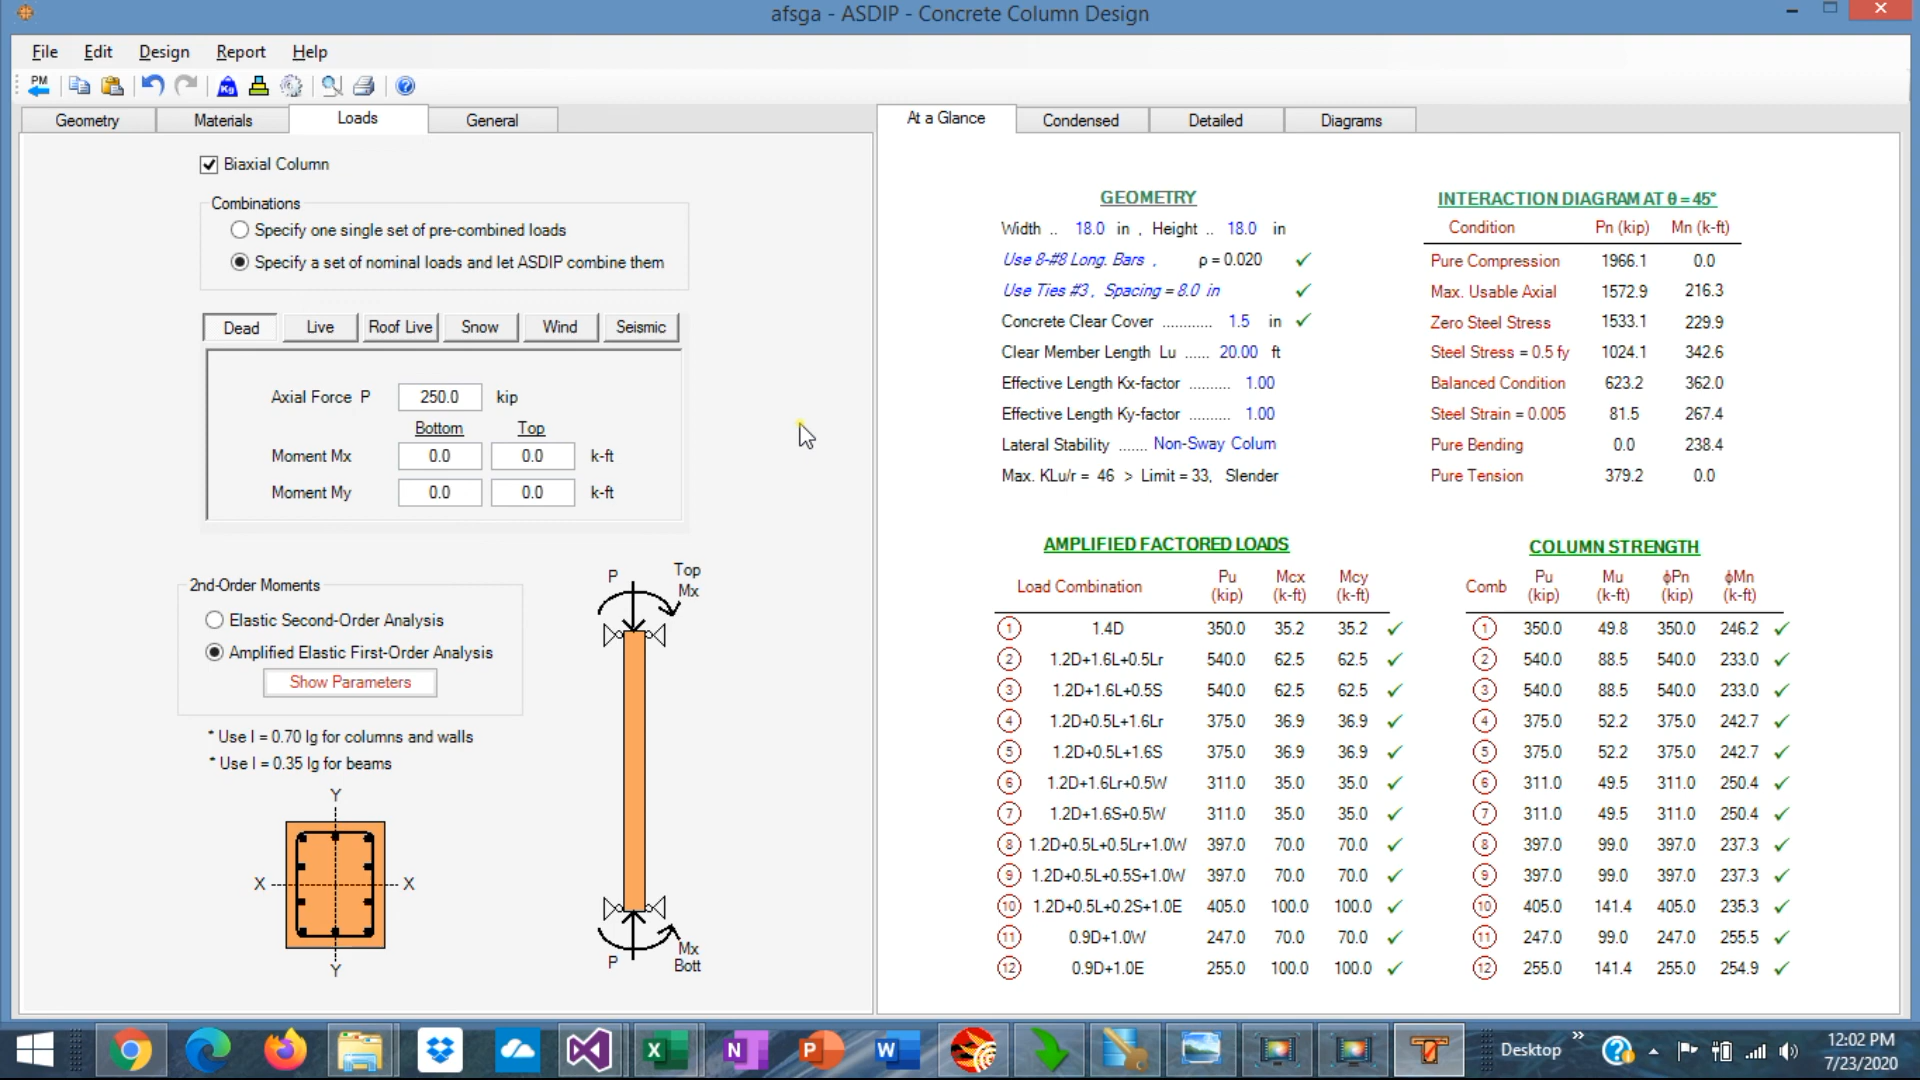 afsga - ASDIP - Concrete Column Design
File Edit Design Report Help
PM
Kg
Geometry Materials Loads General
At a Glance Condensed Detailed Diagrams
Biaxial Column
Combinations
Specify one single set of pre-combined loads
Specify a set of nominal loads and let ASDIP combine them
Dead Live Roof Live Snow Wind Seismic
Axial Force P 250.0 kip
Bottom Top
Moment Mx 0.0 0.0 k-ft
Moment My 0.0 0.0 k-ft
2nd-Order Moments
Elastic Second-Order Analysis
Amplified Elastic First-Order Analysis
Show Parameters
* Use I = 0.70 Ig for columns and walls
* Use I = 0.35 Ig for beams
Y
X X
Y
P Top
Mx
Mx
P Bott
GEOMETRY
Width .. 18.0 in , Height .. 18.0 in
Use 8-#8 Long. Bars , ρ = 0.020 ✓
Use Ties #3 , Spacing = 8.0 in ✓
Concrete Clear Cover ............ 1.5 in ✓
Clear Member Length Lu ...... 20.00 ft
Effective Length Kx-factor ......... 1.00
Effective Length Ky-factor ......... 1.00
Lateral Stability ....... Non-Sway Colum
Max. KLu/r = 46 > Limit = 33, Slender
INTERACTION DIAGRAM AT θ = 45°
Condition Pn (kip) Mn (k-ft)
Pure Compression 1966.1 0.0
Max. Usable Axial 1572.9 216.3
Zero Steel Stress 1533.1 229.9
Steel Stress = 0.5 fy 1024.1 342.6
Balanced Condition 623.2 362.0
Steel Strain = 0.005 81.5 267.4
Pure Bending 0.0 238.4
Pure Tension 379.2 0.0
AMPLIFIED FACTORED LOADS
Load Combination Pu (kip) Mcx (k-ft) Mcy (k-ft)
1 1.4D 350.0 35.2 35.2 ✓
2 1.2D+1.6L+0.5Lr 540.0 62.5 62.5 ✓
3 1.2D+1.6L+0.5S 540.0 62.5 62.5 ✓
4 1.2D+0.5L+1.6Lr 375.0 36.9 36.9 ✓
5 1.2D+0.5L+1.6S 375.0 36.9 36.9 ✓
6 1.2D+1.6Lr+0.5W 311.0 35.0 35.0 ✓
7 1.2D+1.6S+0.5W 311.0 35.0 35.0 ✓
8 1.2D+0.5L+0.5Lr+1.0W 397.0 70.0 70.0 ✓
9 1.2D+0.5L+0.5S+1.0W 397.0 70.0 70.0 ✓
10 1.2D+0.5L+0.2S+1.0E 405.0 100.0 100.0 ✓
11 0.9D+1.0W 247.0 70.0 70.0 ✓
12 0.9D+1.0E 255.0 100.0 100.0 ✓
COLUMN STRENGTH
Comb Pu (kip) Mu (k-ft) ϕPn (kip) ϕMn (k-ft)
1 350.0 49.8 350.0 246.2 ✓
2 540.0 88.5 540.0 233.0 ✓
3 540.0 88.5 540.0 233.0 ✓
4 375.0 52.2 375.0 242.7 ✓
5 375.0 52.2 375.0 242.7 ✓
6 311.0 49.5 311.0 250.4 ✓
7 311.0 49.5 311.0 250.4 ✓
8 397.0 99.0 397.0 237.3 ✓
9 397.0 99.0 397.0 237.3 ✓
10 405.0 141.4 405.0 235.3 ✓
11 247.0 99.0 247.0 255.5 ✓
12 255.0 141.4 255.0 254.9 ✓
X N P W Desktop » 12:02 PM
7/23/2020